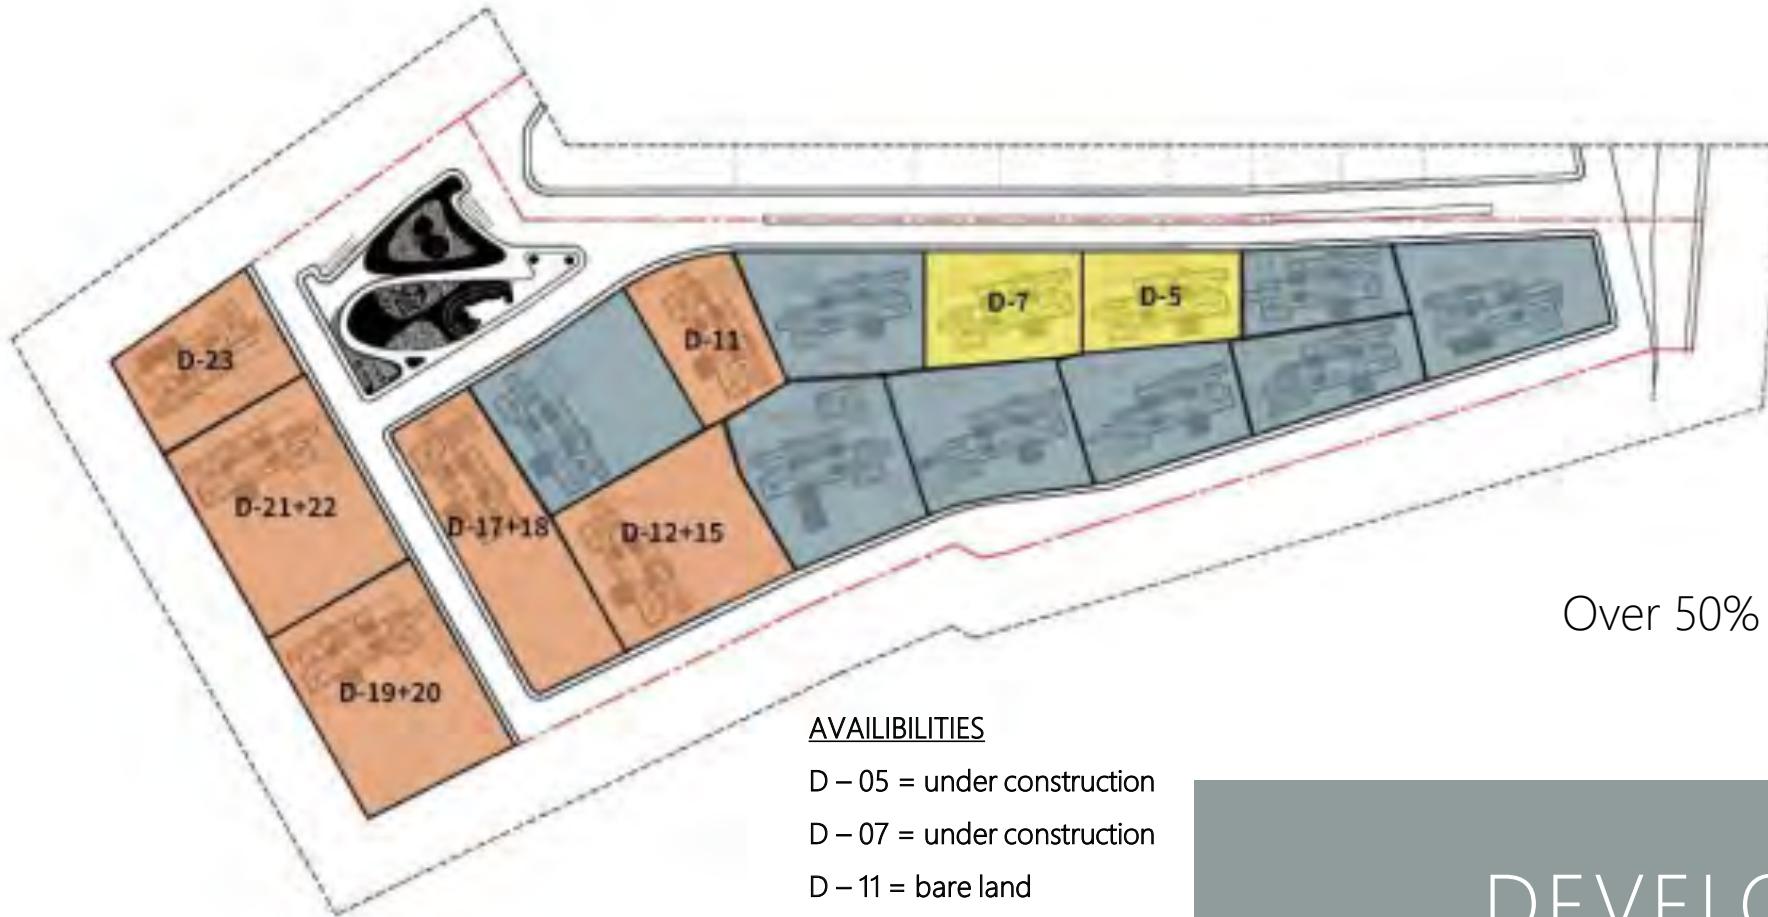 D-7
D-5
D-11
D-23
D-21+22
D-17+18
D-12+15
D-19+20
Over 50%
AVAILIBILITIES
D – 05 = under construction
D – 07 = under construction
D – 11 = bare land
DEVELO